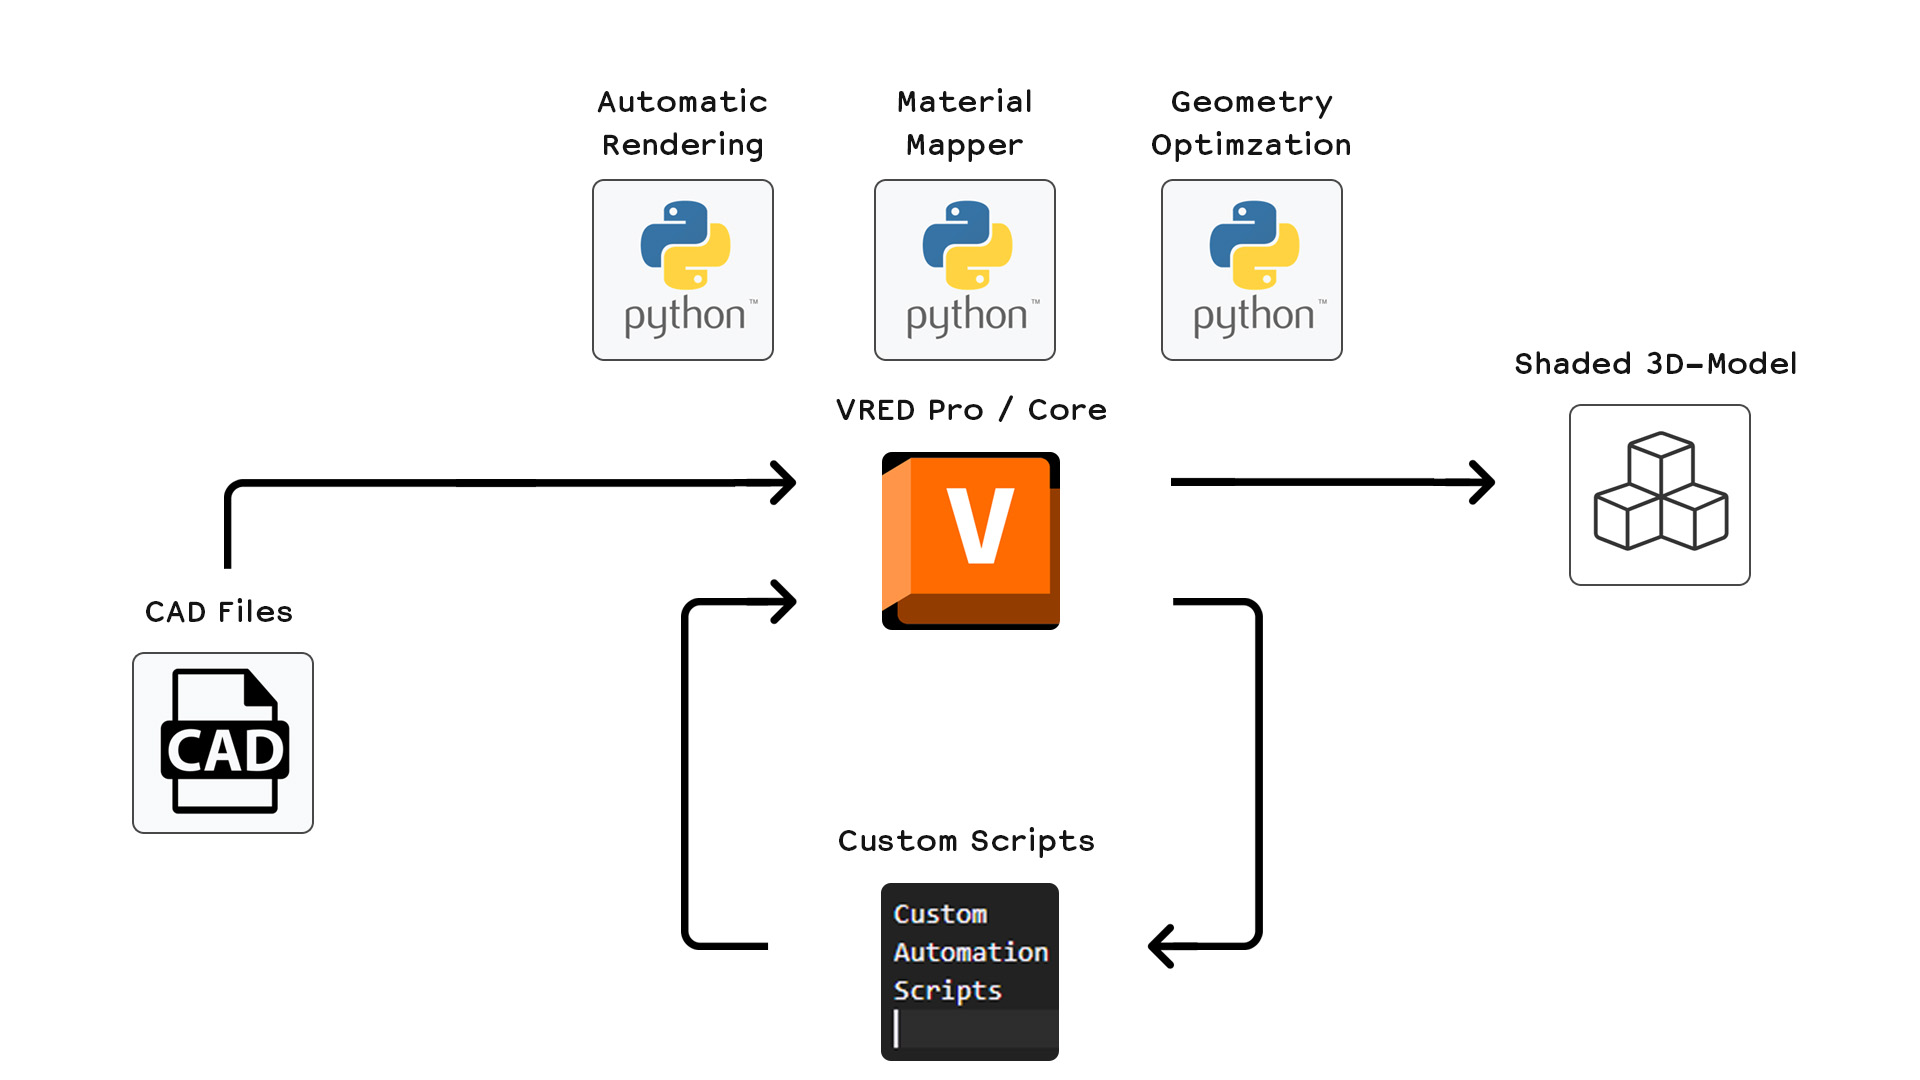 Automatic
Rendering
Material
Mapper
Geometry
Optimzation
python™
python™
python™
Shaded 3D-Model
VRED Pro / Core
V
CAD Files
CAD
Custom Scripts
Custom
Automation
Scripts